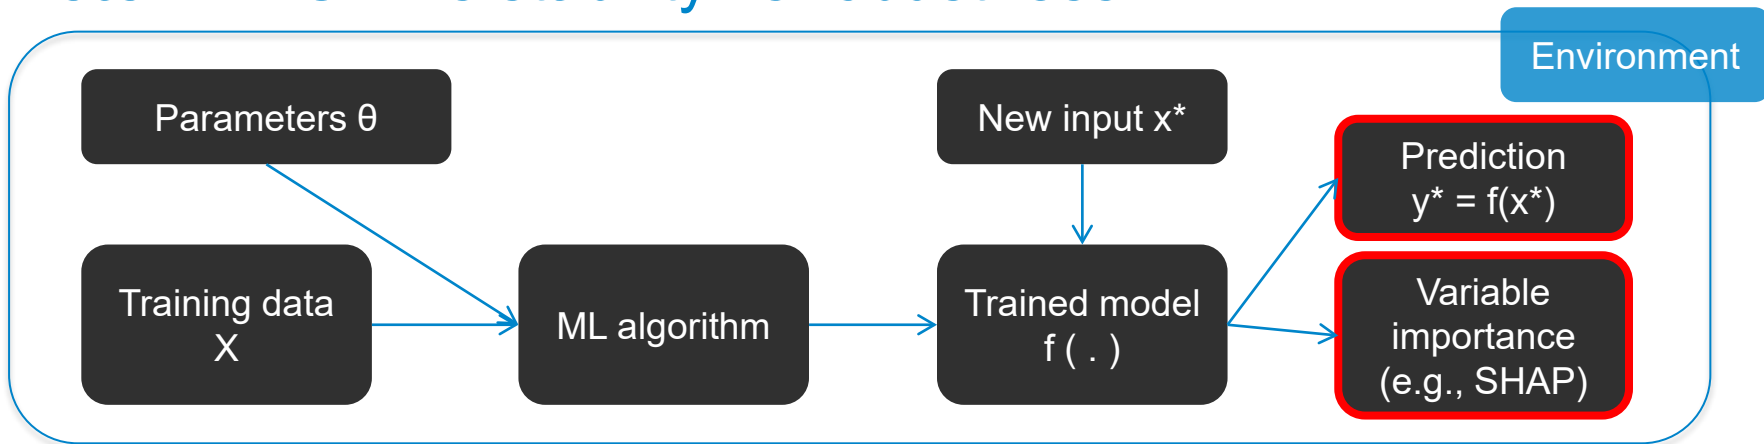 Environment
Parameters θ
New input x*
Prediction
y* = f(x*)
Training data
X
ML algorithm
Trained model
f ( . )
Variable
importance
(e.g., SHAP)